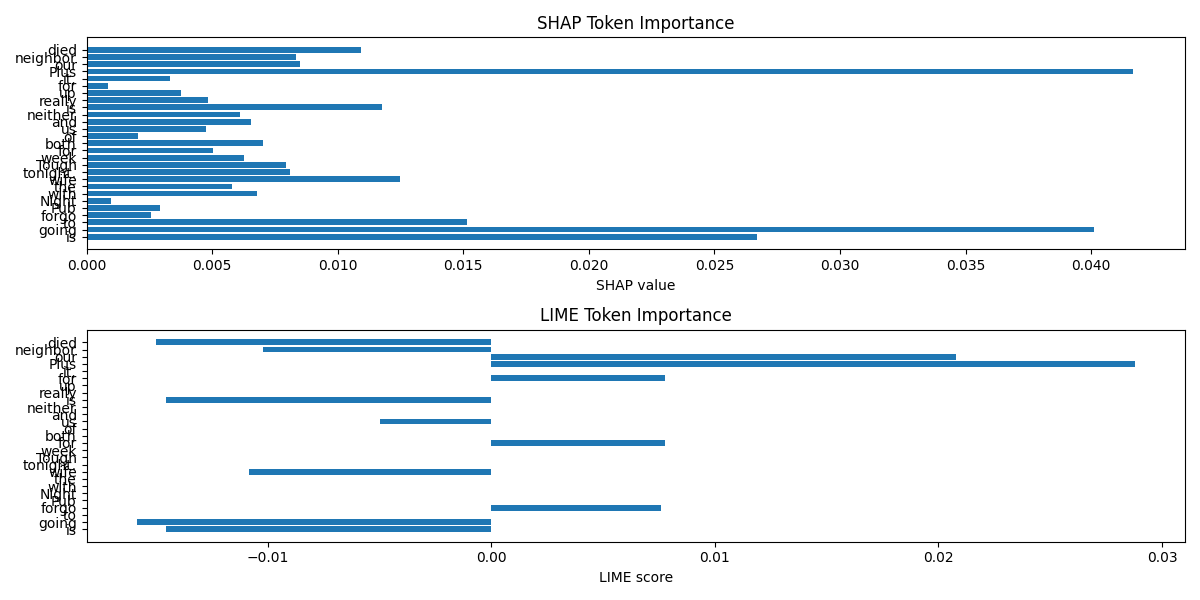 SHAP Token Importance
died
neighbor
our
Plus
it.
for
up
really
is
neither
and
us
of
both
for
week
Tough
tonight.
wife
the
with
Night
Pub
forgo
to
going
is
0.000 0.005 0.010 0.015 0.020 0.025 0.030 0.035 0.040
SHAP value
LIME Token Importance
died
neighbor
our
Plus
it.
for
up
really
is
neither
and
us
of
both
for
week
Tough
tonight.
wife
the
with
Night
Pub
forgo
to
going
is
−0.01 0.00 0.01 0.02 0.03
LIME score